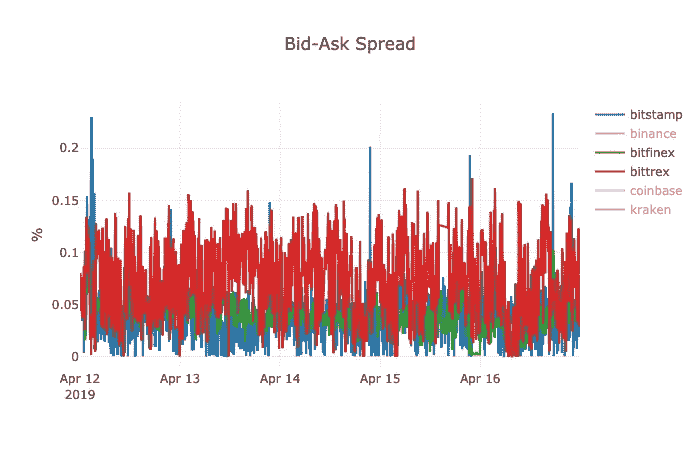 Bid-Ask Spread
%
0.2
0.15
0.1
0.05
0
Apr 12
2019
Apr 13
Apr 14
Apr 15
Apr 16
bitstamp
binance
bitfinex
bittrex
coinbase
kraken